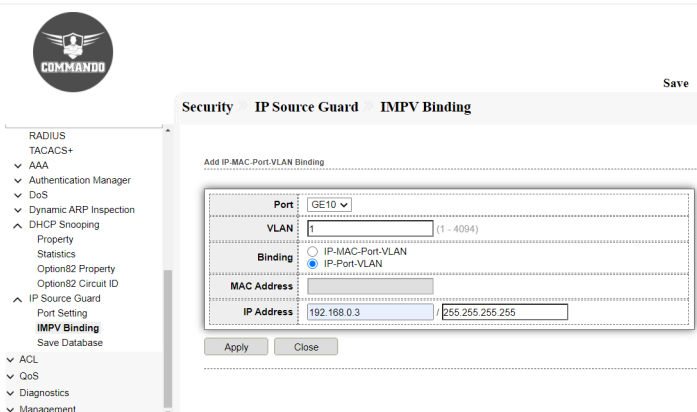 COMMANDO
Save
Security » IP Source Guard » IMPV Binding
RADIUS
TACACS+
AAA
Authentication Manager
DoS
Dynamic ARP Inspection
DHCP Snooping
Property
Statistics
Option82 Property
Option82 Circuit ID
IP Source Guard
Port Setting
IMPV Binding
Save Database
ACL
QoS
Diagnostics
Management
Add IP-MAC-Port-VLAN Binding
Port GE10
VLAN 1 (1 - 4094)
Binding IP-MAC-Port-VLAN
IP-Port-VLAN
MAC Address
IP Address 192.168.0.3 / 255.255.255.255
Apply Close